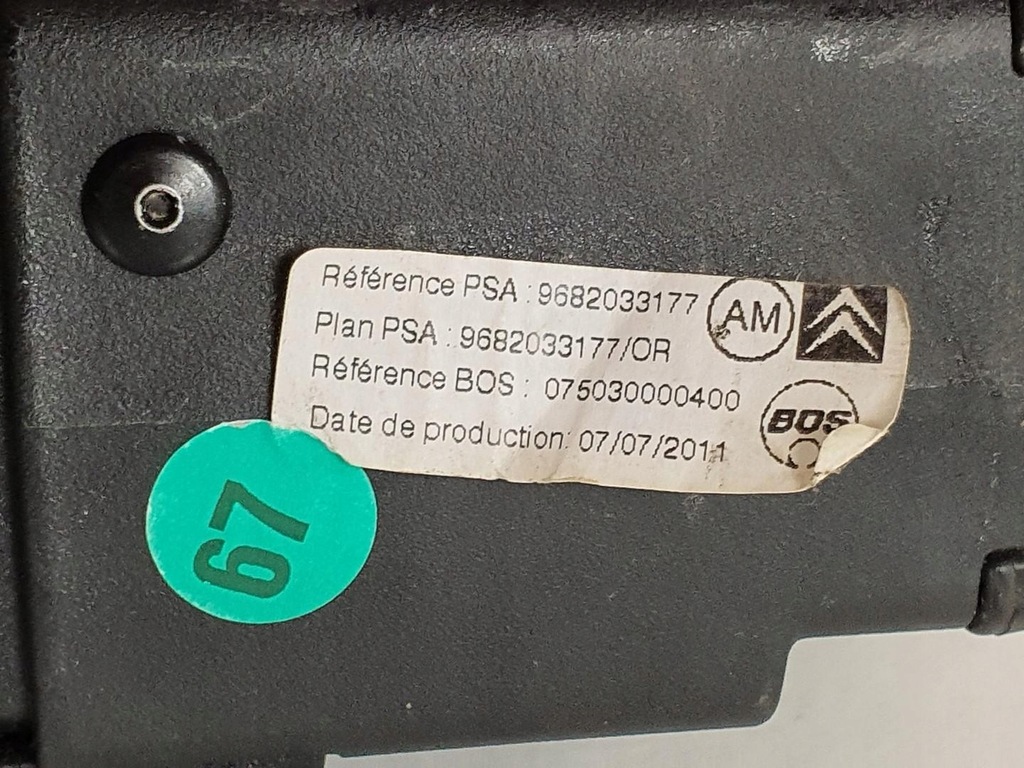 Référence PSA : 9682033177
AM
Plan PSA : 9682033177/OR
Référence BOS : 075030000400
BOS
Date de production: 07/07/2011
67